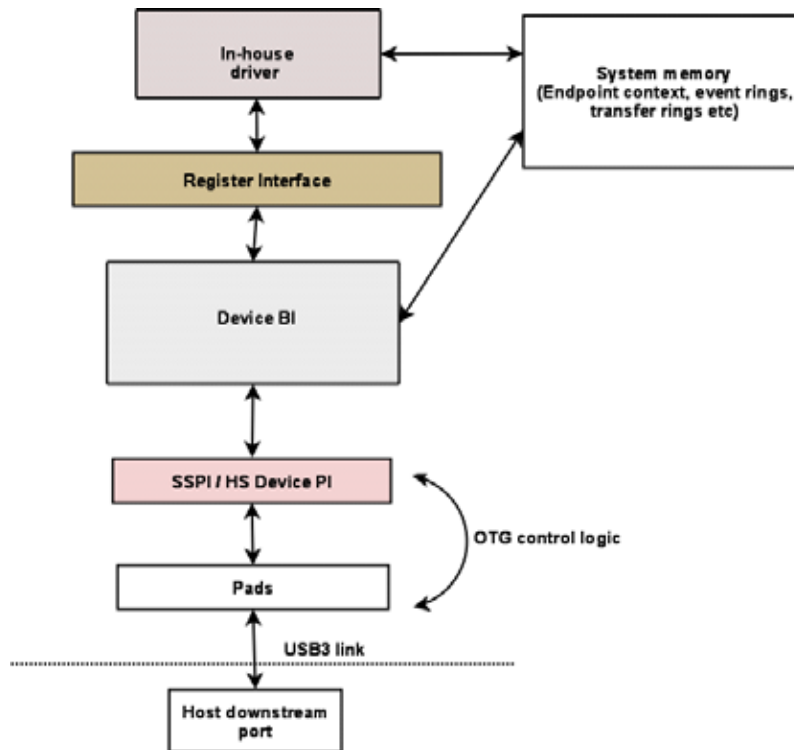 In-house
driver
System memory
(Endpoint context, event rings,
transfer rings etc)
Register Interface
Device BI
SSPI / HS Device PI
OTG control logic
Pads
USB3 link
Host downstream
port